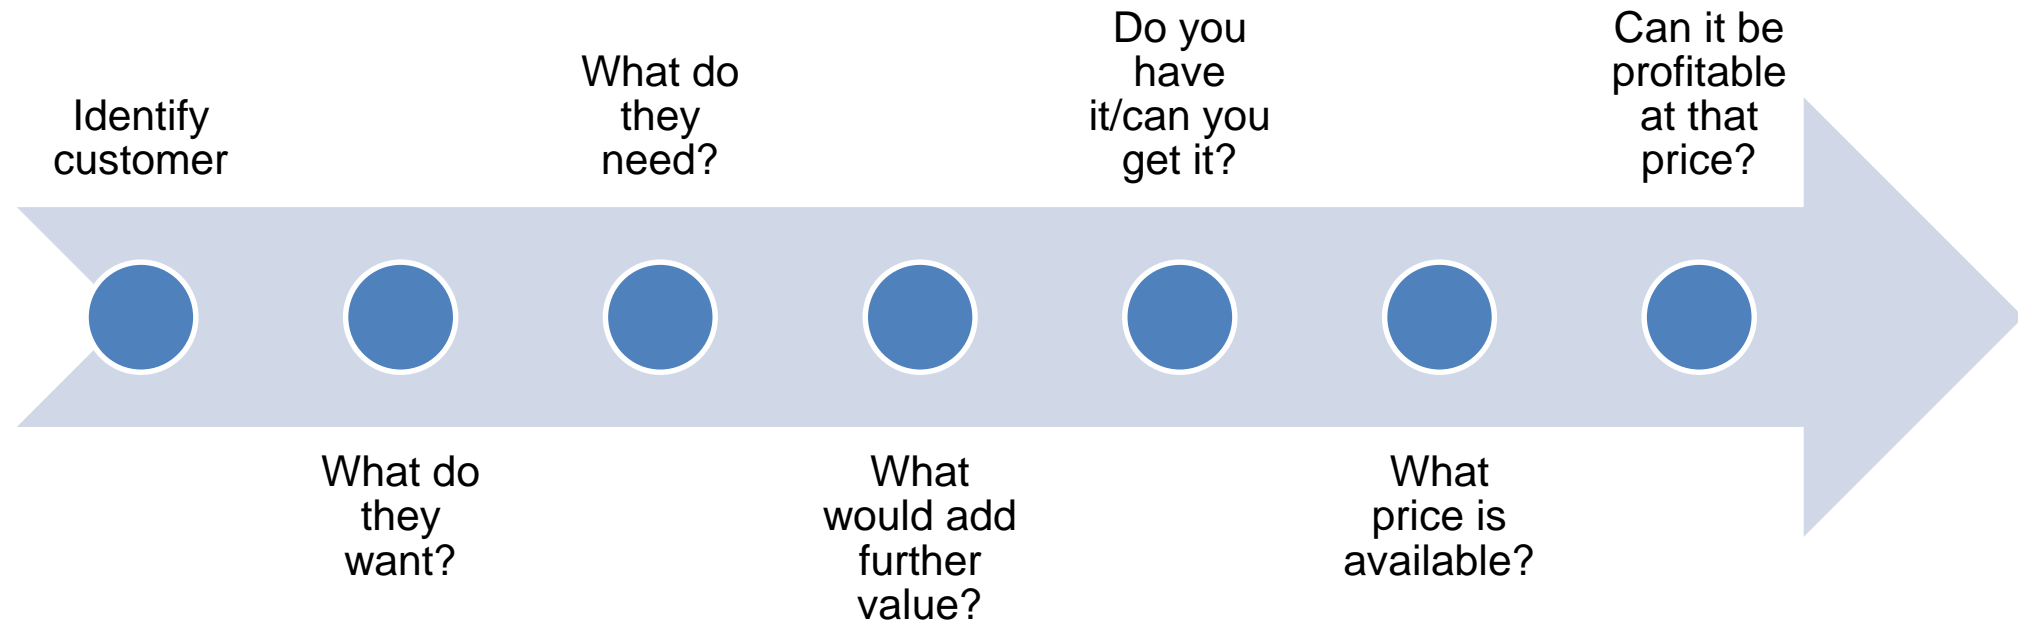 Identify
customer
What do
they
want?
What do
they
need?
What
would add
further
value?
Do you
have
it/can you
get it?
What
price is
available?
Can it be
profitable
at that
price?